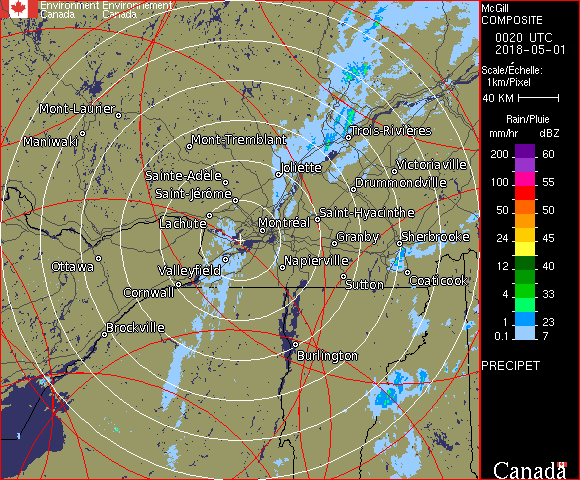 Environment Environnement
Canada Canada
McGill
COMPOSITE
0020 UTC
2018-05-01
Scale/Échelle:
1km/Pixel
40 KM
Rain/Pluie
mm/hr dBZ
200 60
100 55
50 50
24 45
12 40
4 33
1 23
0.1 7
PRECIPET
Canada
Mont-Laurier
Maniwaki
Mont-Tremblant
Trois-Rivières
Joliette
Victoriaville
Sainte-Adèle
Drummondville
Saint-Jérôme
Lachute
Saint-Hyacinthe
Montréal
Granby
Sherbrooke
Ottawa
Valleyfield
Napierville
Coaticook
Sutton
Cornwall
Brockville
Burlington